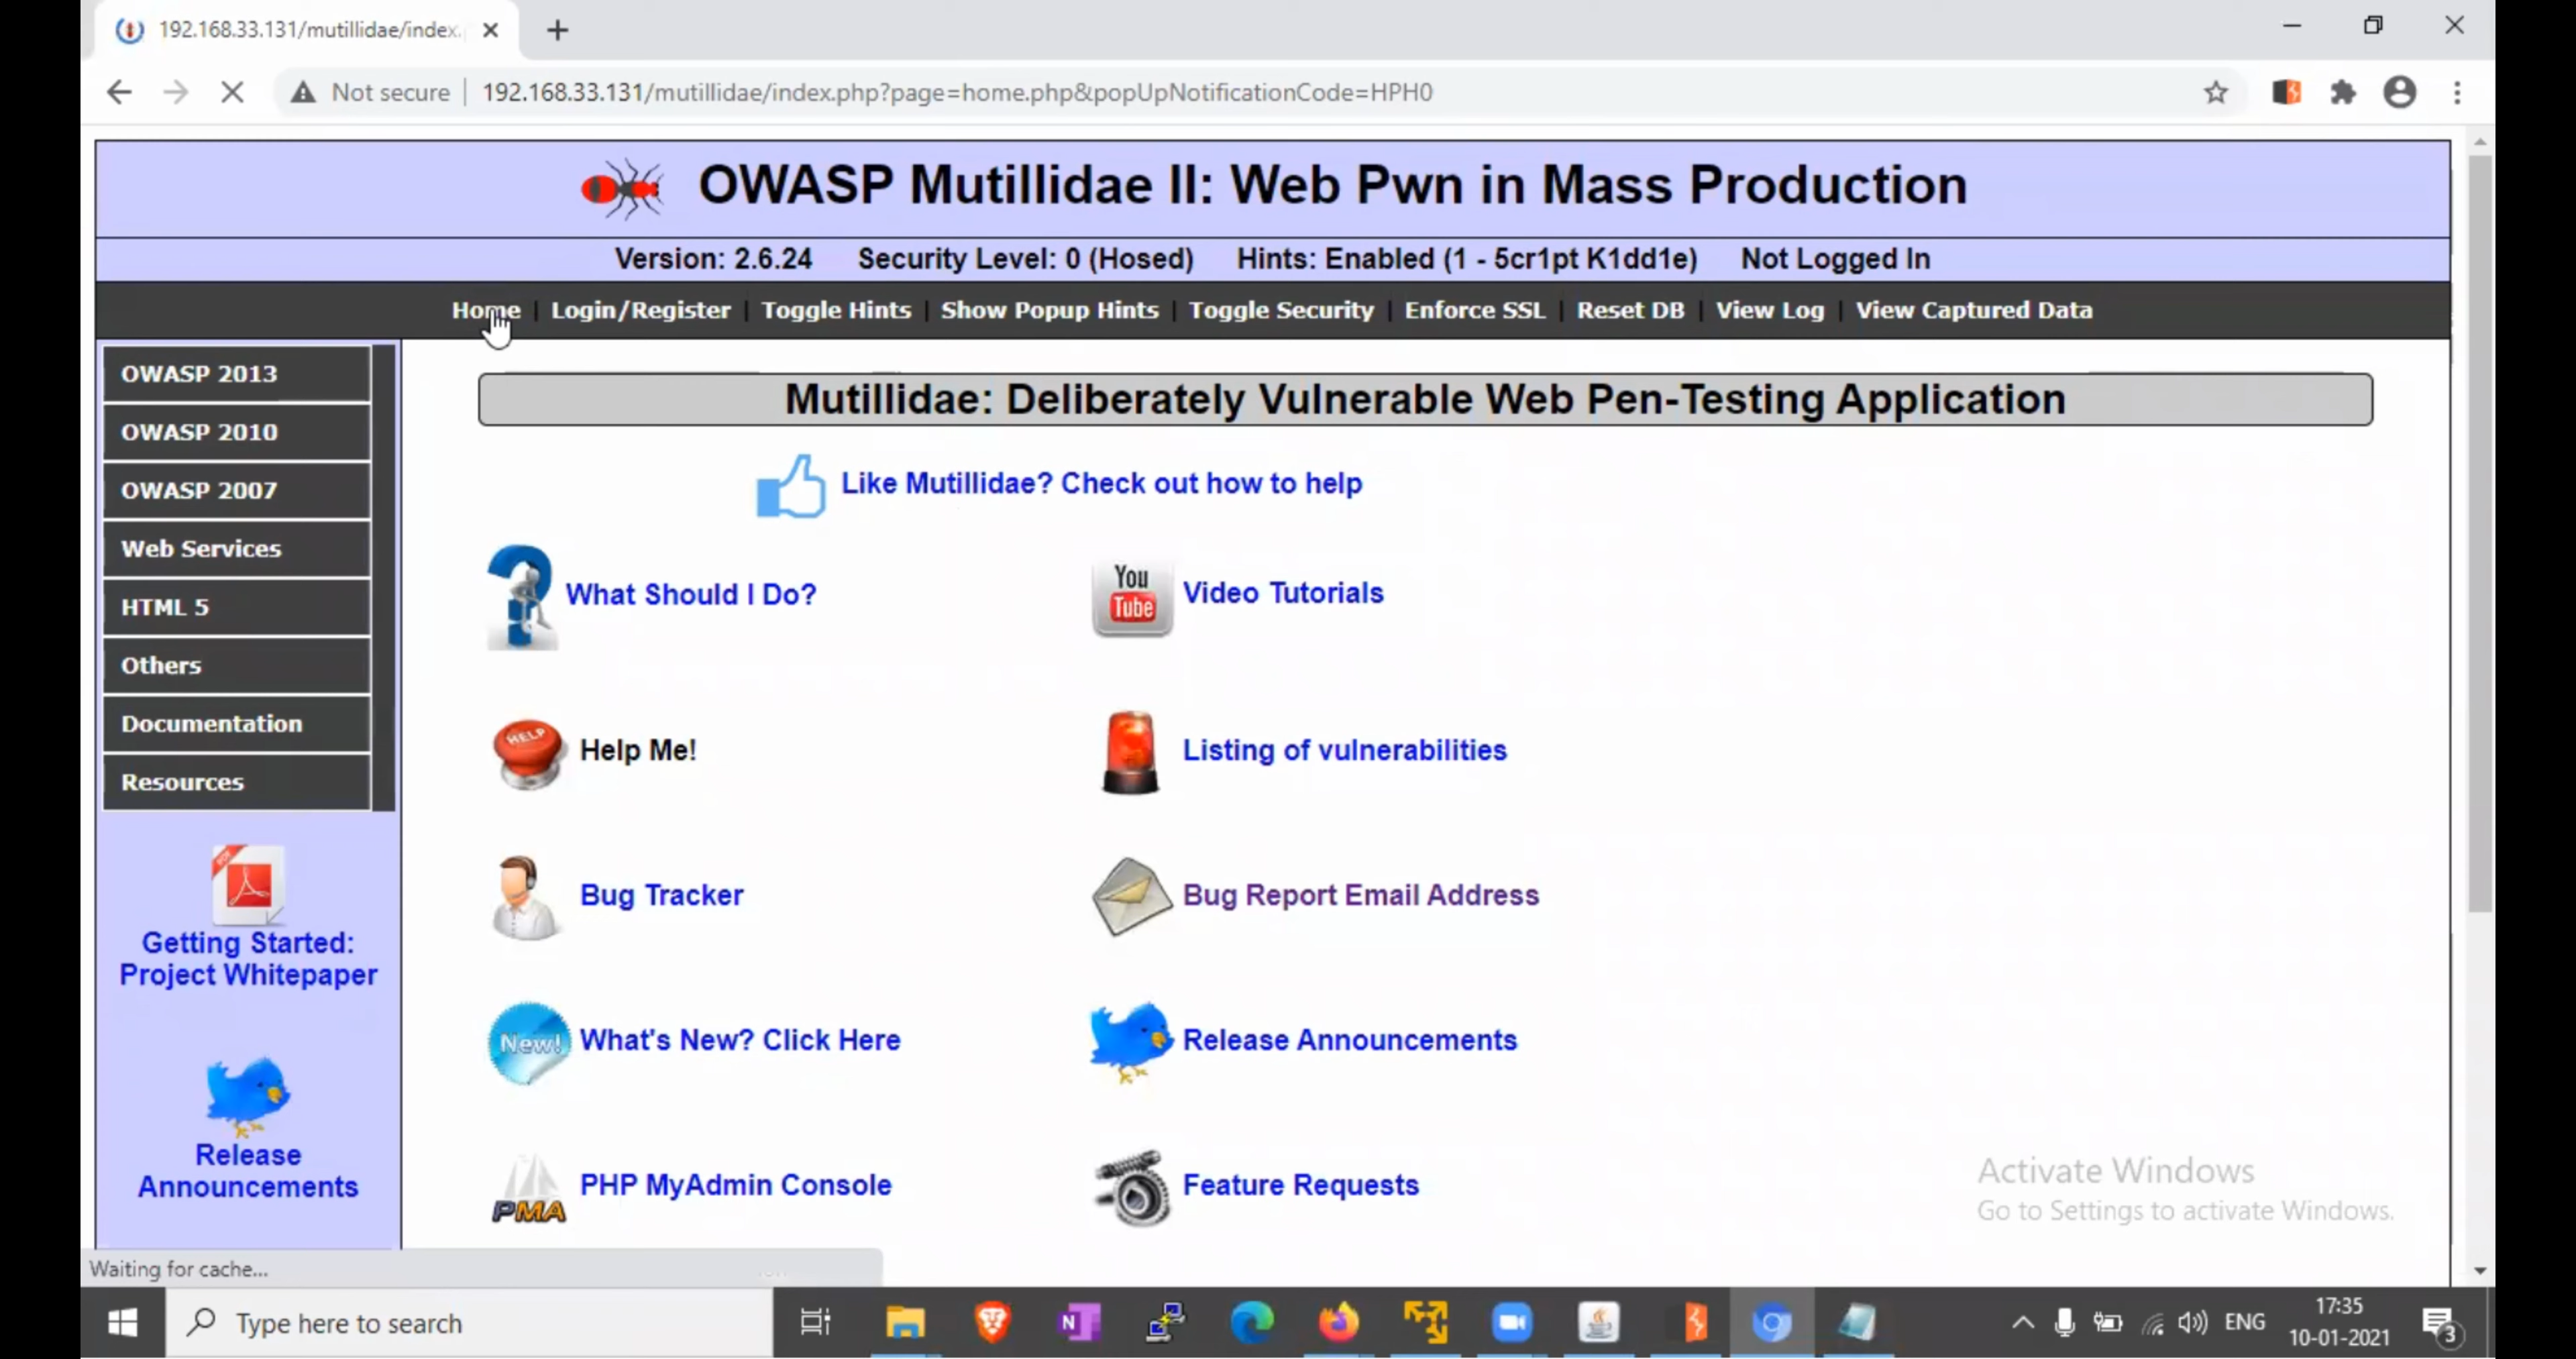 192.168.33.131/mutillidae/index.
Not secure | 192.168.33.131/mutillidae/index.php?page=home.php&popUpNotificationCode=HPH0
OWASP Mutillidae II: Web Pwn in Mass Production
Version: 2.6.24 Security Level: 0 (Hosed) Hints: Enabled (1 - 5cr1pt K1dd1e) Not Logged In
Home | Login/Register | Toggle Hints | Show Popup Hints | Toggle Security | Enforce SSL | Reset DB | View Log | View Captured Data
OWASP 2013
OWASP 2010
OWASP 2007
Web Services
HTML 5
Others
Documentation
Resources
PDF
Getting Started:
Project Whitepaper
Release
Announcements
Mutillidae: Deliberately Vulnerable Web Pen-Testing Application
Like Mutillidae? Check out how to help
What Should I Do?
You
Tube
Video Tutorials
HELP
Help Me!
Listing of vulnerabilities
Bug Tracker
Bug Report Email Address
New!
What's New? Click Here
Release Announcements
PMA
PHP MyAdmin Console
Feature Requests
Activate Windows
Go to Settings to activate Windows.
Waiting for cache...
Type here to search
N
ENG
17:35
10-01-2021
3